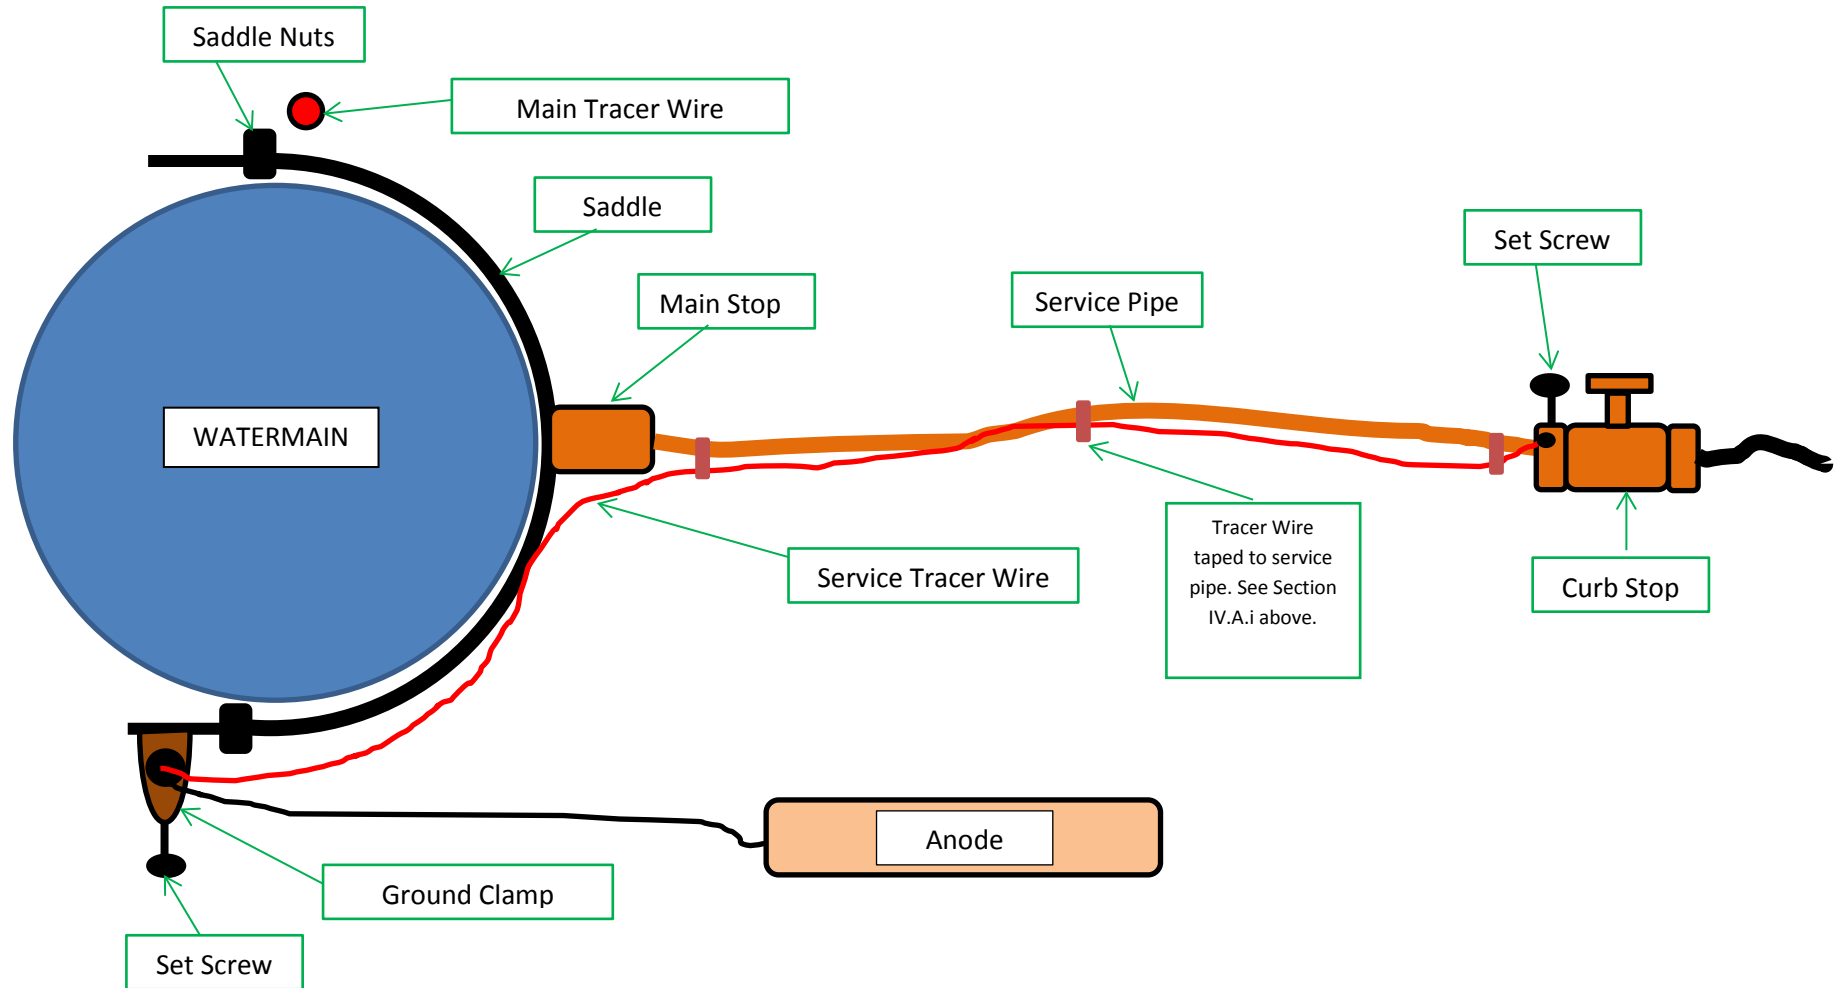 Saddle Nuts
Main Tracer Wire
Saddle
Set Screw
Main Stop
Service Pipe
WATERMAIN
Tracer Wire
taped to service
pipe. See Section
IV.A.i above.
Service Tracer Wire
Curb Stop
Anode
Ground Clamp
Set Screw